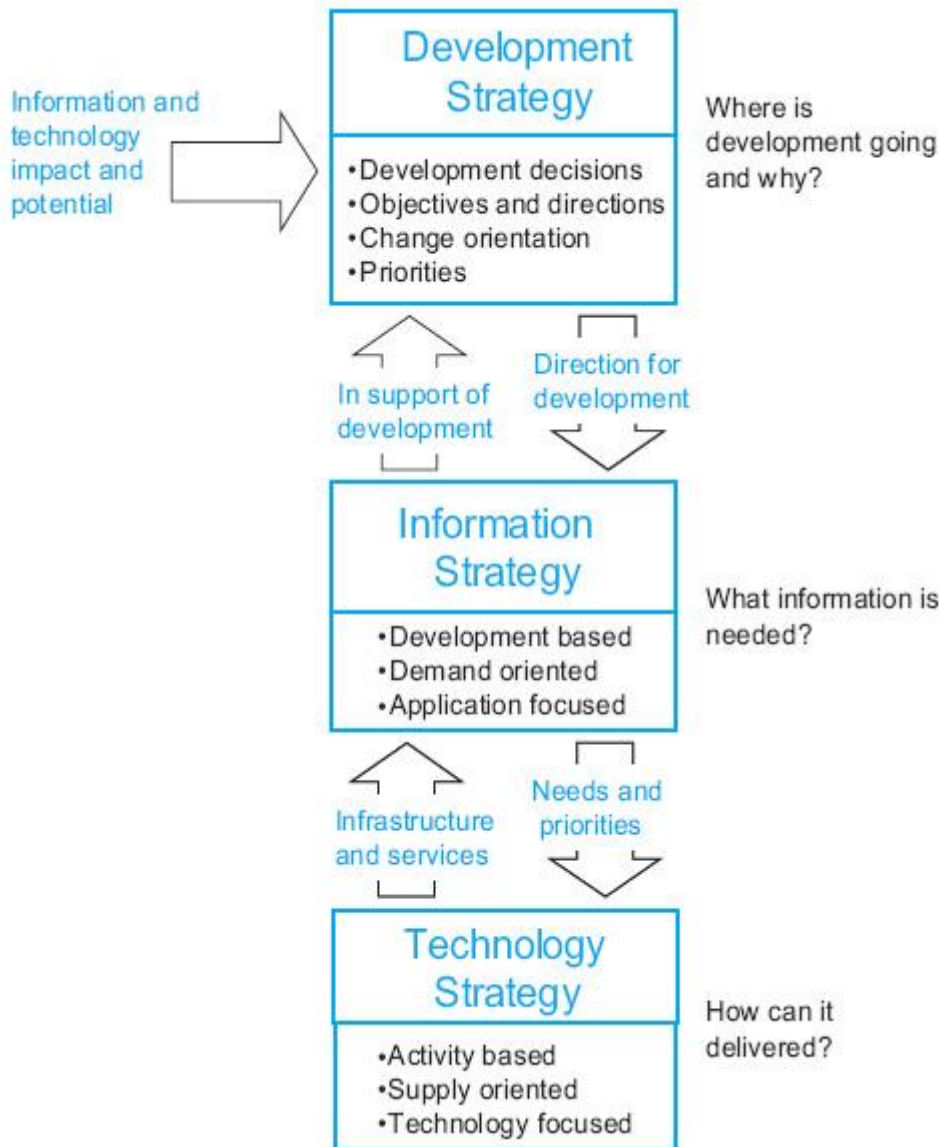 Development
Strategy
Information and
technology
impact and
potential
Where is
development going
and why?
•Development decisions
•Objectives and directions
•Change orientation
•Priorities
In support of
development
Direction for
development
Information
Strategy
What information is
needed?
•Development based
•Demand oriented
•Application focused
Infrastructure
and services
Needs and
priorities
Technology
Strategy
How can it
delivered?
•Activity based
•Supply oriented
•Technology focused